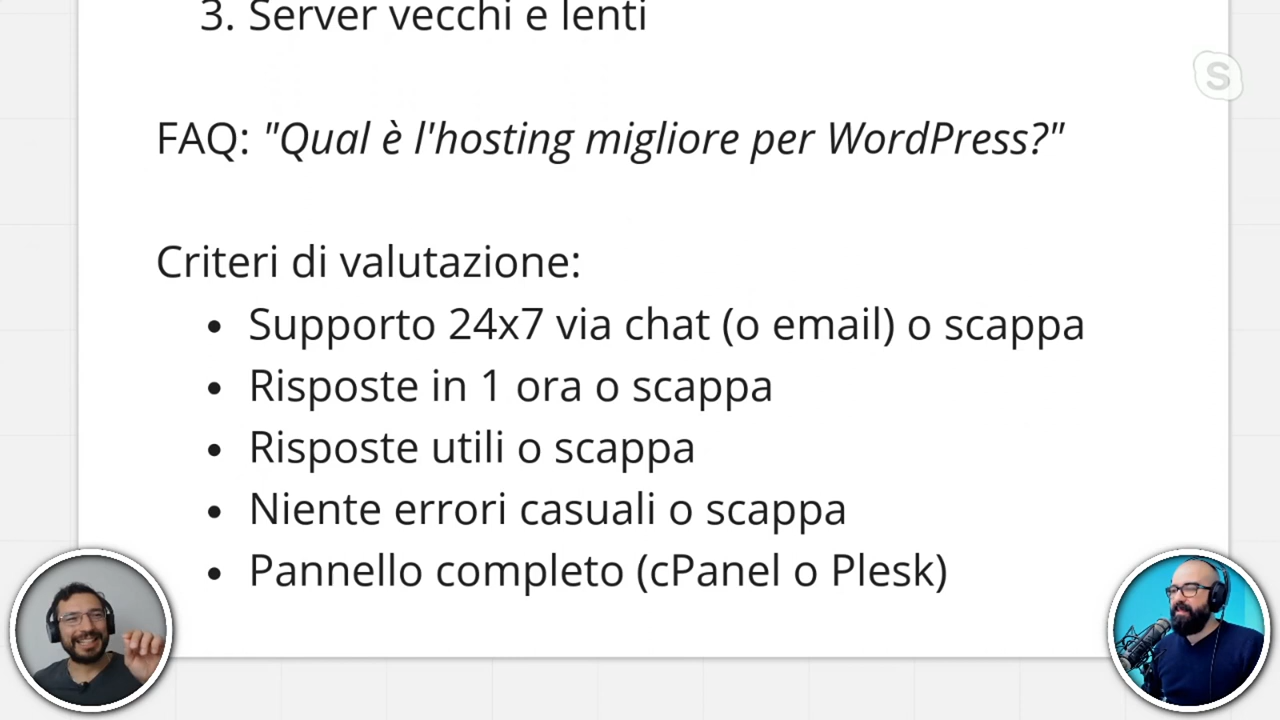 3. Server vecchi e lenti
S
FAQ: "Qual è l'hosting migliore per WordPress?"
Criteri di valutazione:
• Supporto 24x7 via chat (o email) o scappa
• Risposte in 1 ora o scappa
• Risposte utili o scappa
• Niente errori casuali o scappa
• Pannello completo (cPanel o Plesk)